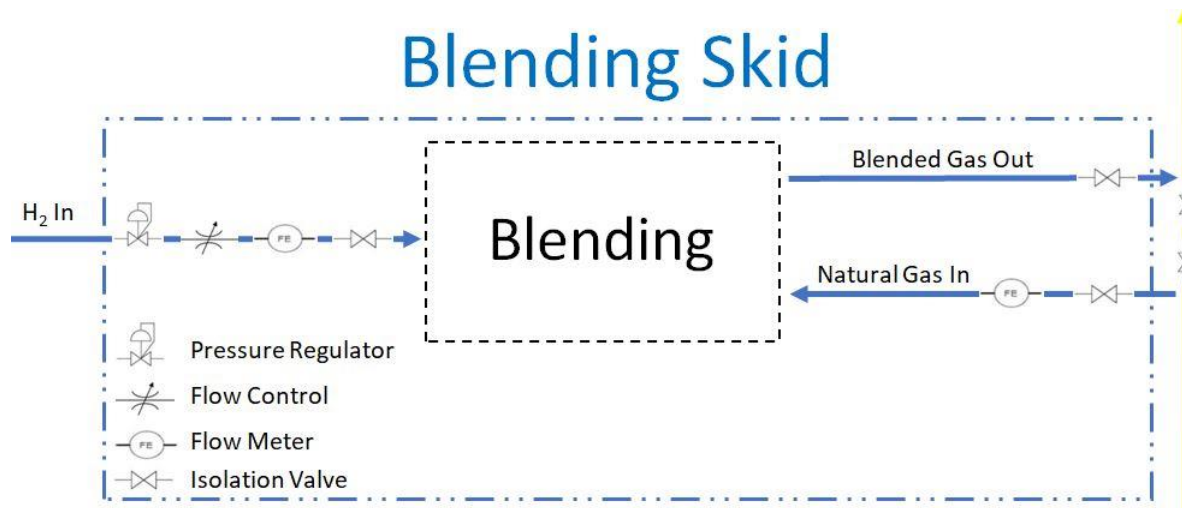 Blending Skid
Blended Gas Out
H₂ In
FE
Blending
Natural Gas In
FE
Pressure Regulator
Flow Control
FE Flow Meter
Isolation Valve